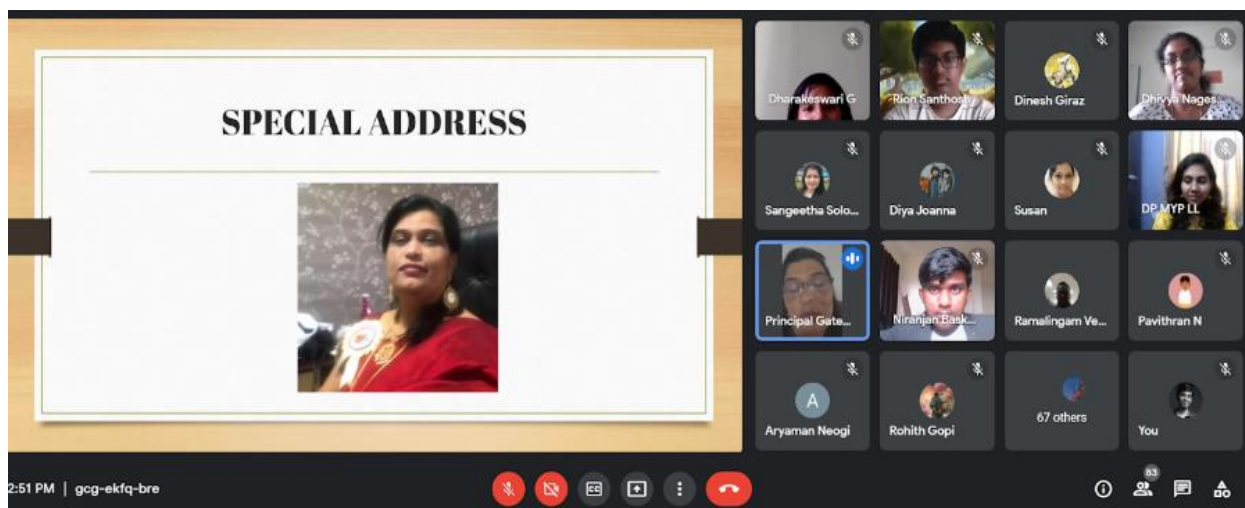 SPECIAL ADDRESS
Dharakeswari G
Rion Santhosh
Dinesh Giraz
Dhivya Nages...
Sangeetha Solo...
Diya Joanna
Susan
DP MYP LL
Principal Gate...
Niranjan Bask...
Ramalingam Ve...
Pavithran N
A
Aryaman Neogi
Rohith Gopi
67 others
You
2:51 PM | gcg-ekfq-bre
CC
83